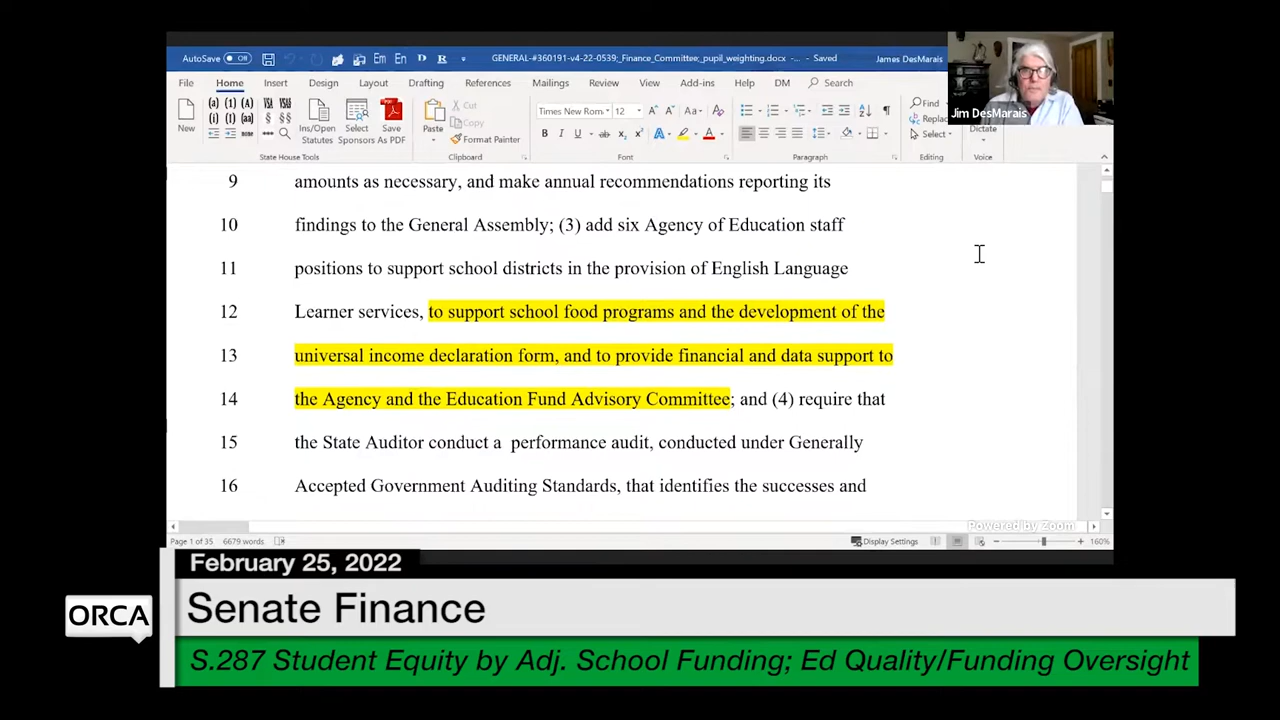 AutoSave Off
GENERAL-#360191-v4-22-0539;_Finance_Committee;_pupil_weighting.docx -... Saved
James DesMarais
File Home Insert Design Layout Drafting References Mailings Review View Add-ins Help DM Search
New
Ins/Open Statutes
Select Sponsors
Save As PDF
State House Tools
Paste
Cut
Copy
Format Painter
Clipboard
Times New Rom 12
Font
Paragraph
Find
Replace
Select
Editing
Dictate
Voice
Jim DesMarais
9 amounts as necessary, and make annual recommendations reporting its
10 findings to the General Assembly; (3) add six Agency of Education staff
11 positions to support school districts in the provision of English Language
12 Learner services, to support school food programs and the development of the
13 universal income declaration form, and to provide financial and data support to
14 the Agency and the Education Fund Advisory Committee; and (4) require that
15 the State Auditor conduct a performance audit, conducted under Generally
16 Accepted Government Auditing Standards, that identifies the successes and
Powered by Zoom
Page 1 of 35 6679 words
Display Settings
160%
February 25, 2022
ORCA
Senate Finance
S.287 Student Equity by Adj. School Funding; Ed Quality/Funding Oversight